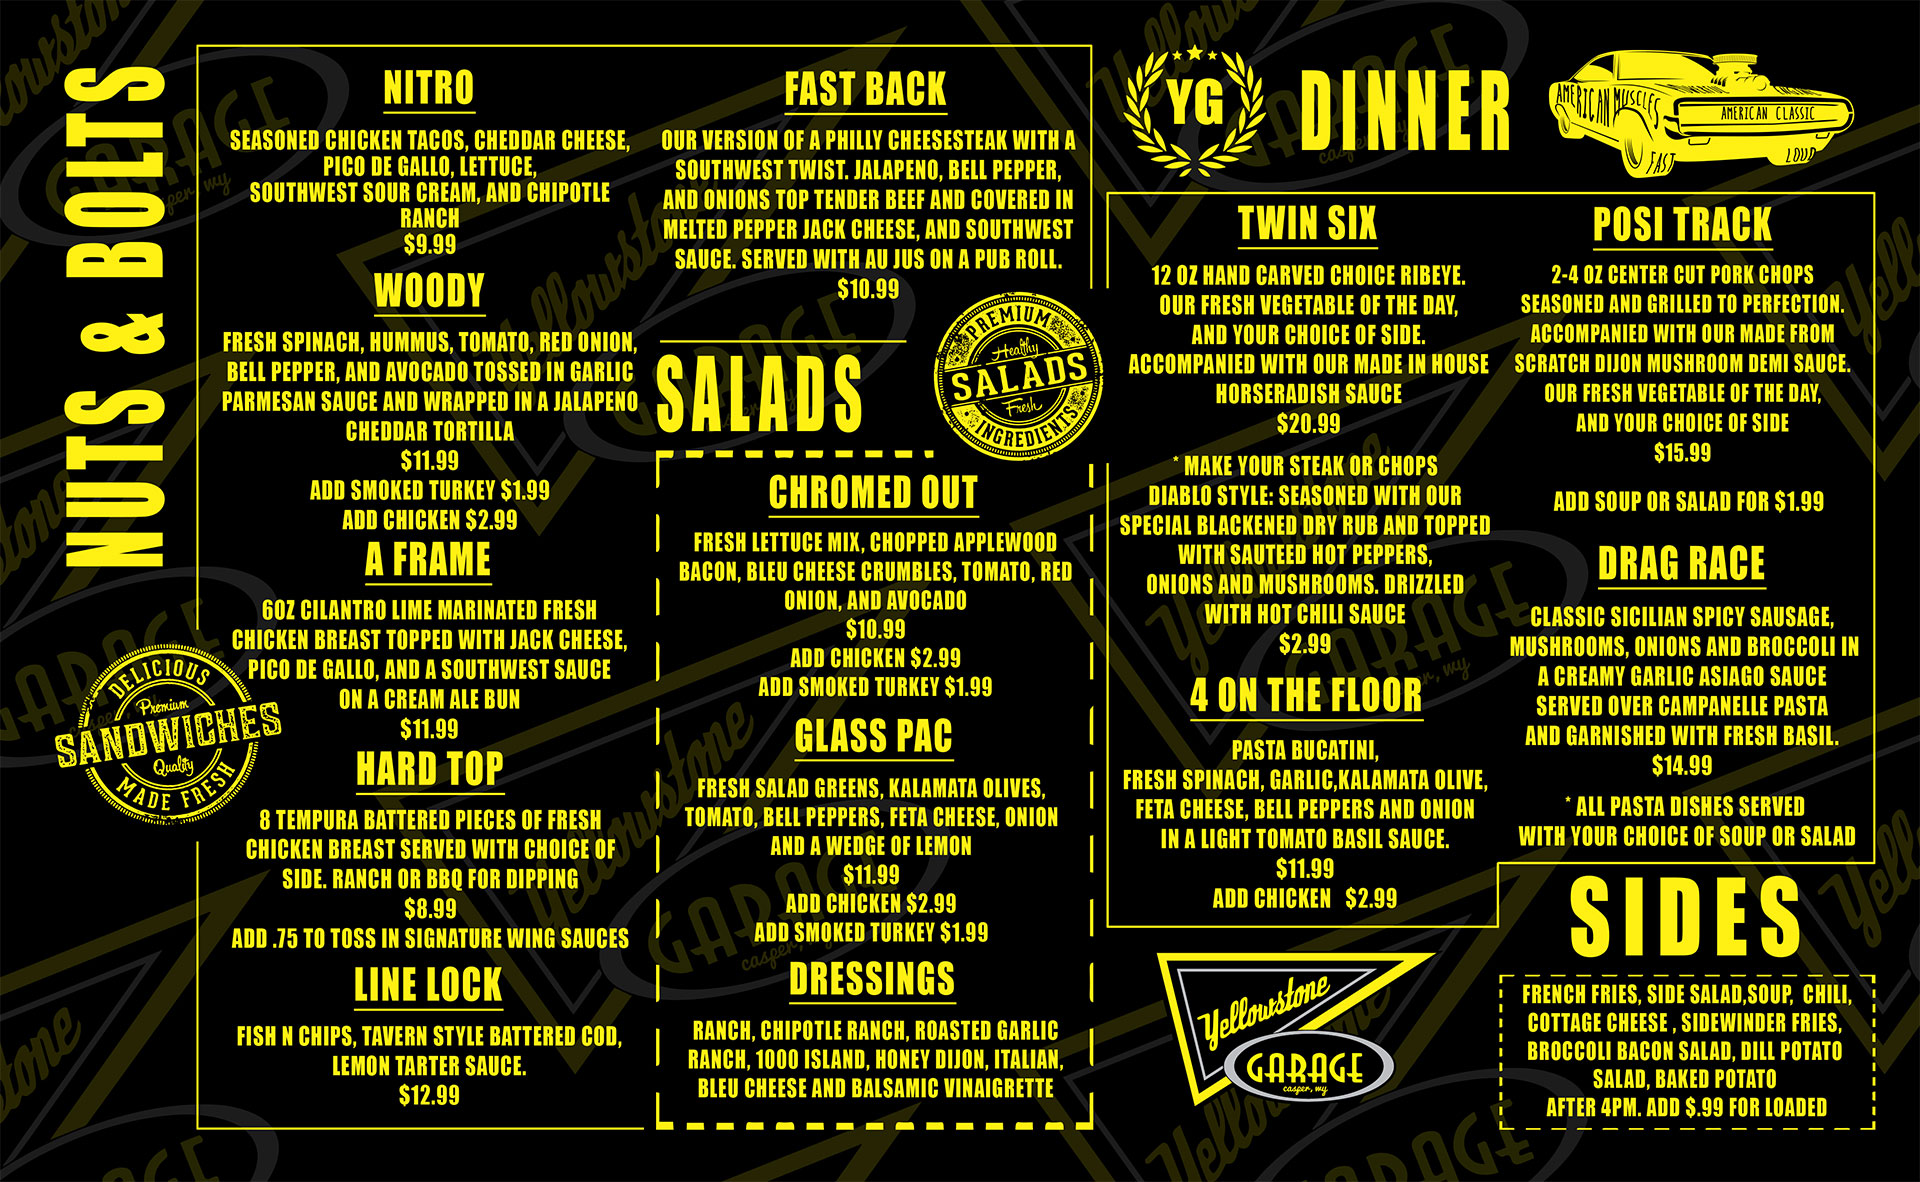 NUTS & BOLTS
NITRO
SEASONED CHICKEN TACOS, CHEDDAR CHEESE,
PICO DE GALLO, LETTUCE,
SOUTHWEST SOUR CREAM, AND CHIPOTLE
RANCH
$9.99
WOODY
FRESH SPINACH, HUMMUS, TOMATO, RED ONION,
BELL PEPPER, AND AVOCADO TOSSED IN GARLIC
PARMESAN SAUCE AND WRAPPED IN A JALAPENO
CHEDDAR TORTILLA
$11.99
ADD SMOKED TURKEY $1.99
ADD CHICKEN $2.99
A FRAME
6OZ CILANTRO LIME MARINATED FRESH
CHICKEN BREAST TOPPED WITH JACK CHEESE,
PICO DE GALLO, AND A SOUTHWEST SAUCE
ON A CREAM ALE BUN
$11.99
HARD TOP
8 TEMPURA BATTERED PIECES OF FRESH
CHICKEN BREAST SERVED WITH CHOICE OF
SIDE. RANCH OR BBQ FOR DIPPING
$8.99
ADD .75 TO TOSS IN SIGNATURE WING SAUCES
LINE LOCK
FISH N CHIPS, TAVERN STYLE BATTERED COD,
LEMON TARTER SAUCE.
$12.99
DELICIOUS
Premium
SANDWICHES
Quality
MADE FRESH
FAST BACK
OUR VERSION OF A PHILLY CHEESESTEAK WITH A
SOUTHWEST TWIST. JALAPENO, BELL PEPPER,
AND ONIONS TOP TENDER BEEF AND COVERED IN
MELTED PEPPER JACK CHEESE, AND SOUTHWEST
SAUCE. SERVED WITH AU JUS ON A PUB ROLL.
$10.99
SALADS
PREMIUM
Healthy
SALADS
Fresh
INGREDIENTS
CHROMED OUT
FRESH LETTUCE MIX, CHOPPED APPLEWOOD
BACON, BLEU CHEESE CRUMBLES, TOMATO, RED
ONION, AND AVOCADO
$10.99
ADD CHICKEN $2.99
ADD SMOKED TURKEY $1.99
GLASS PAC
FRESH SALAD GREENS, KALAMATA OLIVES,
TOMATO, BELL PEPPERS, FETA CHEESE, ONION
AND A WEDGE OF LEMON
$11.99
ADD CHICKEN $2.99
ADD SMOKED TURKEY $1.99
DRESSINGS
RANCH, CHIPOTLE RANCH, ROASTED GARLIC
RANCH, 1000 ISLAND, HONEY DIJON, ITALIAN,
BLEU CHEESE AND BALSAMIC VINAIGRETTE
YG
DINNER
AMERICAN MUSCLES
AMERICAN CLASSIC
FAST
LOUD
TWIN SIX
12 OZ HAND CARVED CHOICE RIBEYE.
OUR FRESH VEGETABLE OF THE DAY,
AND YOUR CHOICE OF SIDE.
ACCOMPANIED WITH OUR MADE IN HOUSE
HORSERADISH SAUCE
$20.99
* MAKE YOUR STEAK OR CHOPS
DIABLO STYLE: SEASONED WITH OUR
SPECIAL BLACKENED DRY RUB AND TOPPED
WITH SAUTEED HOT PEPPERS,
ONIONS AND MUSHROOMS. DRIZZLED
WITH HOT CHILI SAUCE
$2.99
4 ON THE FLOOR
PASTA BUCATINI,
FRESH SPINACH, GARLIC,KALAMATA OLIVE,
FETA CHEESE, BELL PEPPERS AND ONION
IN A LIGHT TOMATO BASIL SAUCE.
$11.99
ADD CHICKEN $2.99
Yellowstone
GARAGE
casper, wy
POSI TRACK
2-4 OZ CENTER CUT PORK CHOPS
SEASONED AND GRILLED TO PERFECTION.
ACCOMPANIED WITH OUR MADE FROM
SCRATCH DIJON MUSHROOM DEMI SAUCE.
OUR FRESH VEGETABLE OF THE DAY,
AND YOUR CHOICE OF SIDE
$15.99
ADD SOUP OR SALAD FOR $1.99
DRAG RACE
CLASSIC SICILIAN SPICY SAUSAGE,
MUSHROOMS, ONIONS AND BROCCOLI IN
A CREAMY GARLIC ASIAGO SAUCE
SERVED OVER CAMPANELLE PASTA
AND GARNISHED WITH FRESH BASIL.
$14.99
* ALL PASTA DISHES SERVED
WITH YOUR CHOICE OF SOUP OR SALAD
SIDES
FRENCH FRIES, SIDE SALAD,SOUP, CHILI,
COTTAGE CHEESE , SIDEWINDER FRIES,
BROCCOLI BACON SALAD, DILL POTATO
SALAD, BAKED POTATO
AFTER 4PM. ADD $.99 FOR LOADED